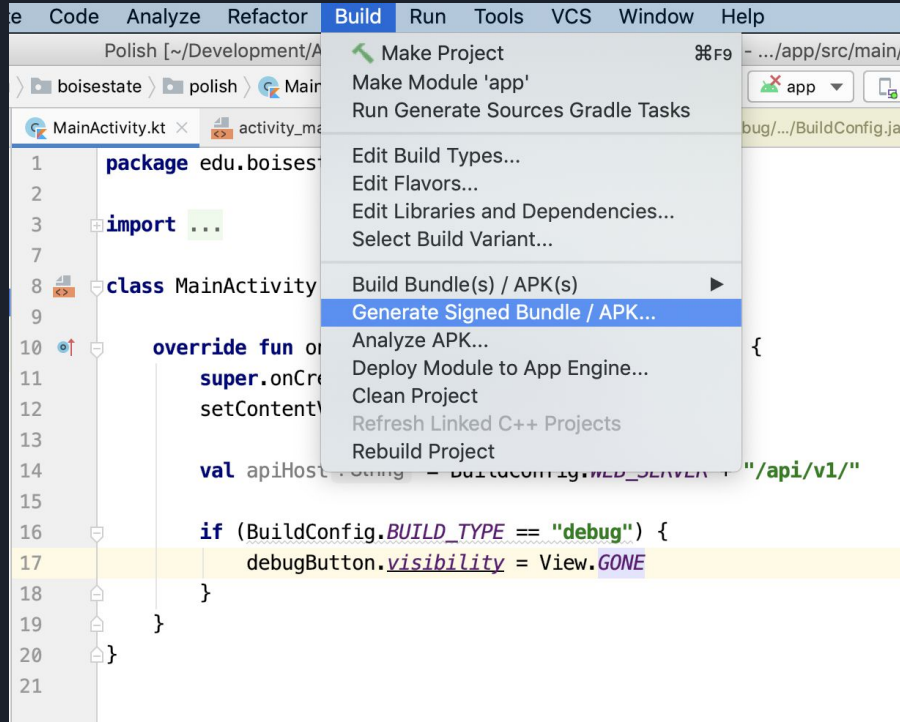 Code Analyze Refactor Build Run Tools VCS Window Help
Polish [~/Development/ - .../app/src/main/
boisestate polish Main app
MainActivity.kt activity_ma bug/.../BuildConfig.ja
Make Project ⌘F9
Make Module 'app'
Run Generate Sources Gradle Tasks
Edit Build Types...
Edit Flavors...
Edit Libraries and Dependencies...
Select Build Variant...
Build Bundle(s) / APK(s)
Generate Signed Bundle / APK...
Analyze APK...
Deploy Module to App Engine...
Clean Project
Refresh Linked C++ Projects
Rebuild Project
1 package edu.boisest
2
3 import ...
7
8 class MainActivity
9
10 override fun on {
11 super.onCre
12 setContentV
13
14 val apiHost : String = BuildConfig.WEB_SERVER + "/api/v1/"
15
16 if (BuildConfig.BUILD_TYPE == "debug") {
17 debugButton.visibility = View.GONE
18 }
19 }
20 }
21